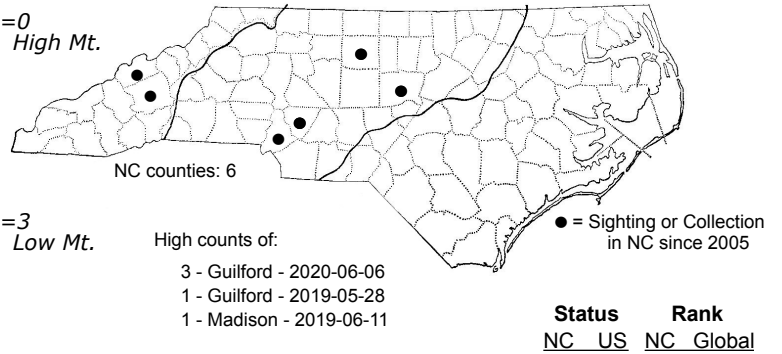 =0
High Mt.
NC counties: 6
=3
Low Mt.
High counts of:
3 - Guilford - 2020-06-06
1 - Guilford - 2019-05-28
1 - Madison - 2019-06-11
● = Sighting or Collection
in NC since 2005
Status Rank
NC US NC Global